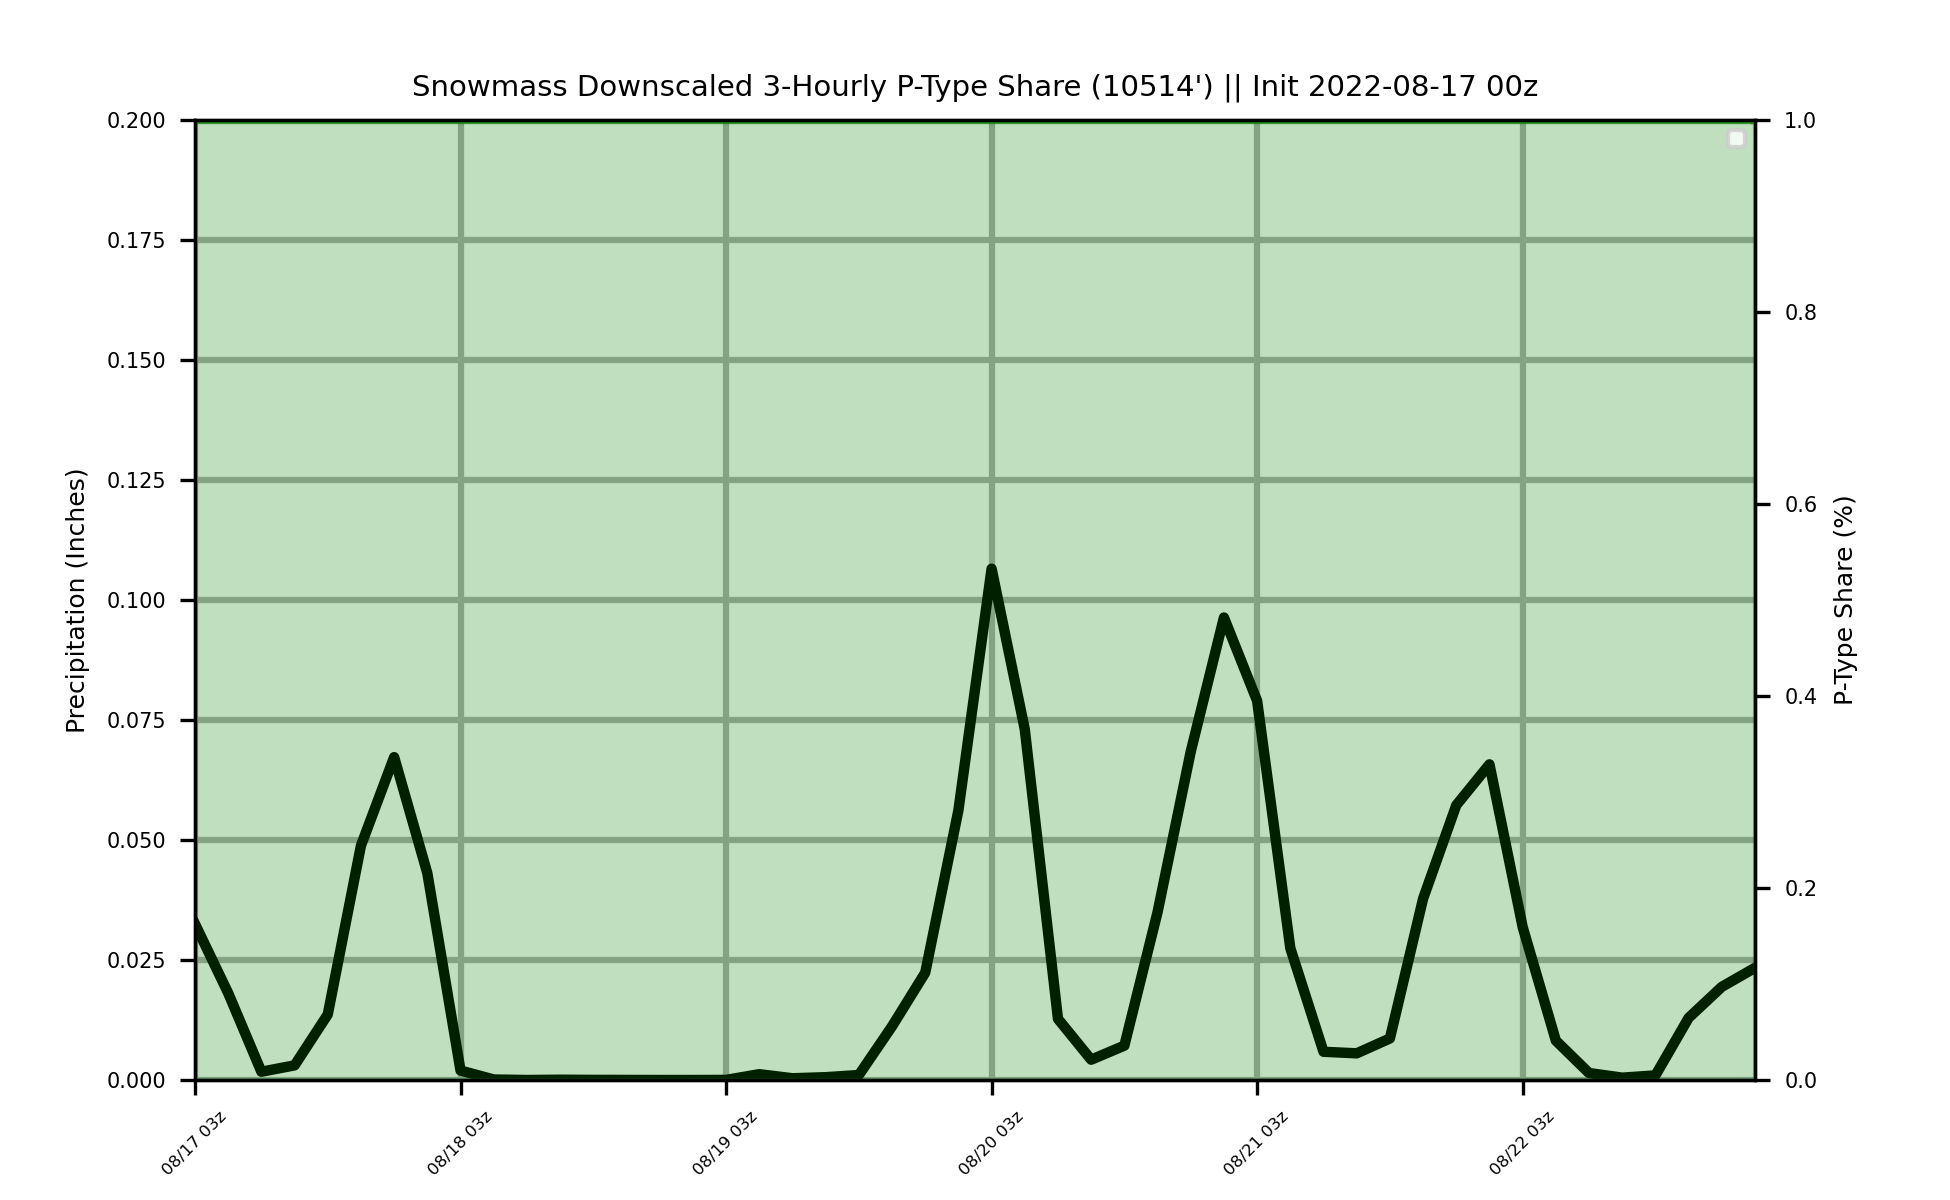 Snowmass Downscaled 3-Hourly P-Type Share (10514') || Init 2022-08-17 00z
0.200
0.175
0.150
0.125
0.100
0.075
0.050
0.025
0.000
Precipitation (Inches)
1.0
0.8
0.6
0.4
0.2
0.0
P-Type Share (%)
08/17 03z
08/18 03z
08/19 03z
08/20 03z
08/21 03z
08/22 03z